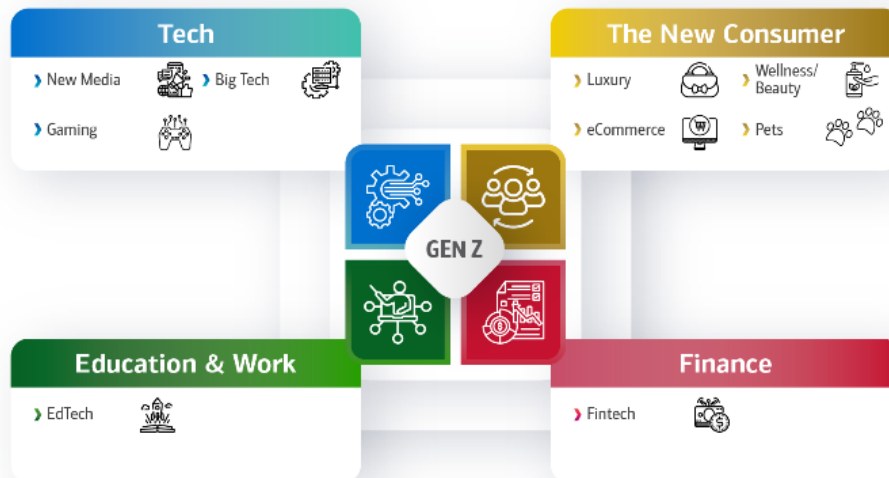 Tech
New Media
Big Tech
Gaming
The New Consumer
Luxury
Wellness/
Beauty
eCommerce
W
Pets
GEN Z
Education & Work
EdTech
Finance
Fintech